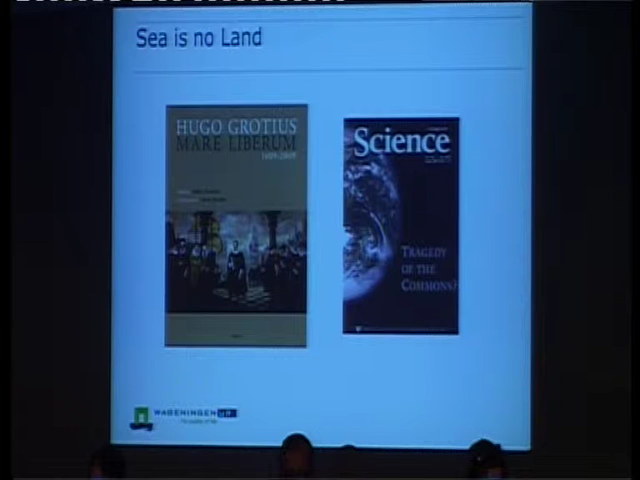 Sea is no Land
HUGO GROTIUS
MARE LIBERUM
1609-2009
Science
TRAGEDY
OF THE
COMMONS?
WAGENINGEN UR